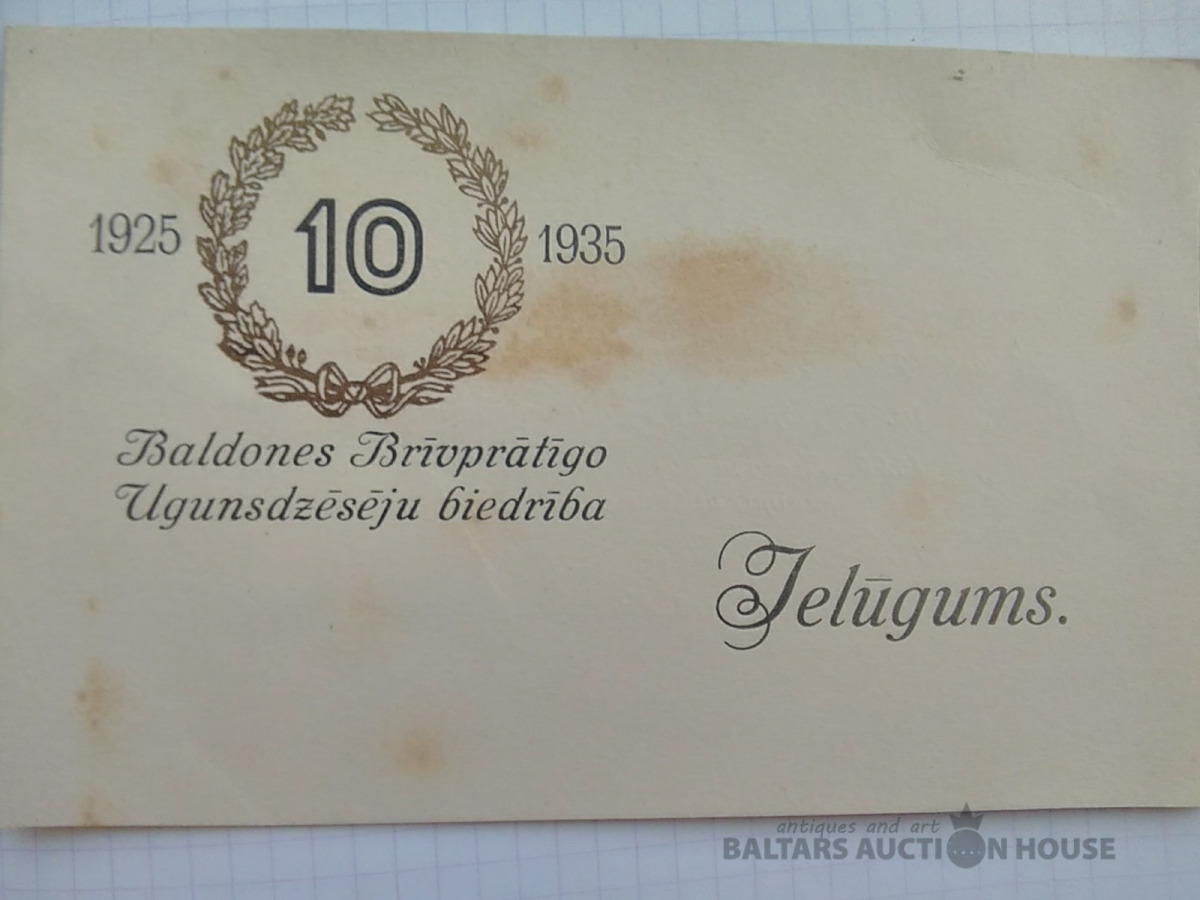 1925 10 1935
Baldones Brīvprātīgo
Ugunsdzēsēju biedrība
Ielūgums.
antiques and art
BALTARS AUCTION HOUSE